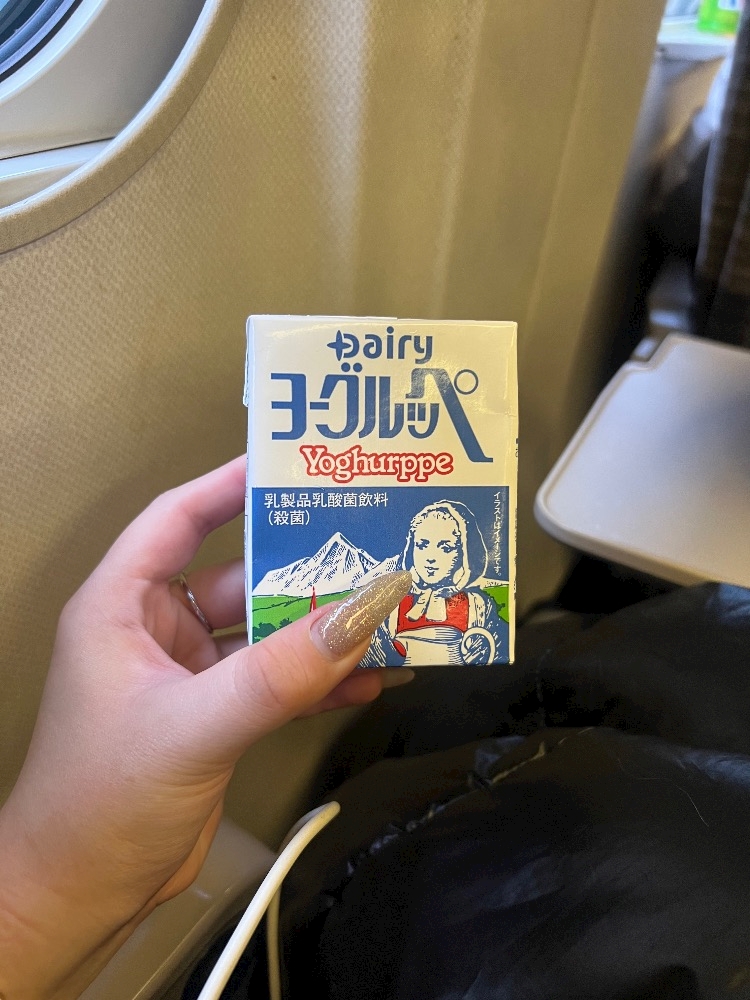 Dairy
ヨーグルッペ
Yoghurppe
乳製品乳酸菌飲料
(殺菌)
イラストはイメージです。